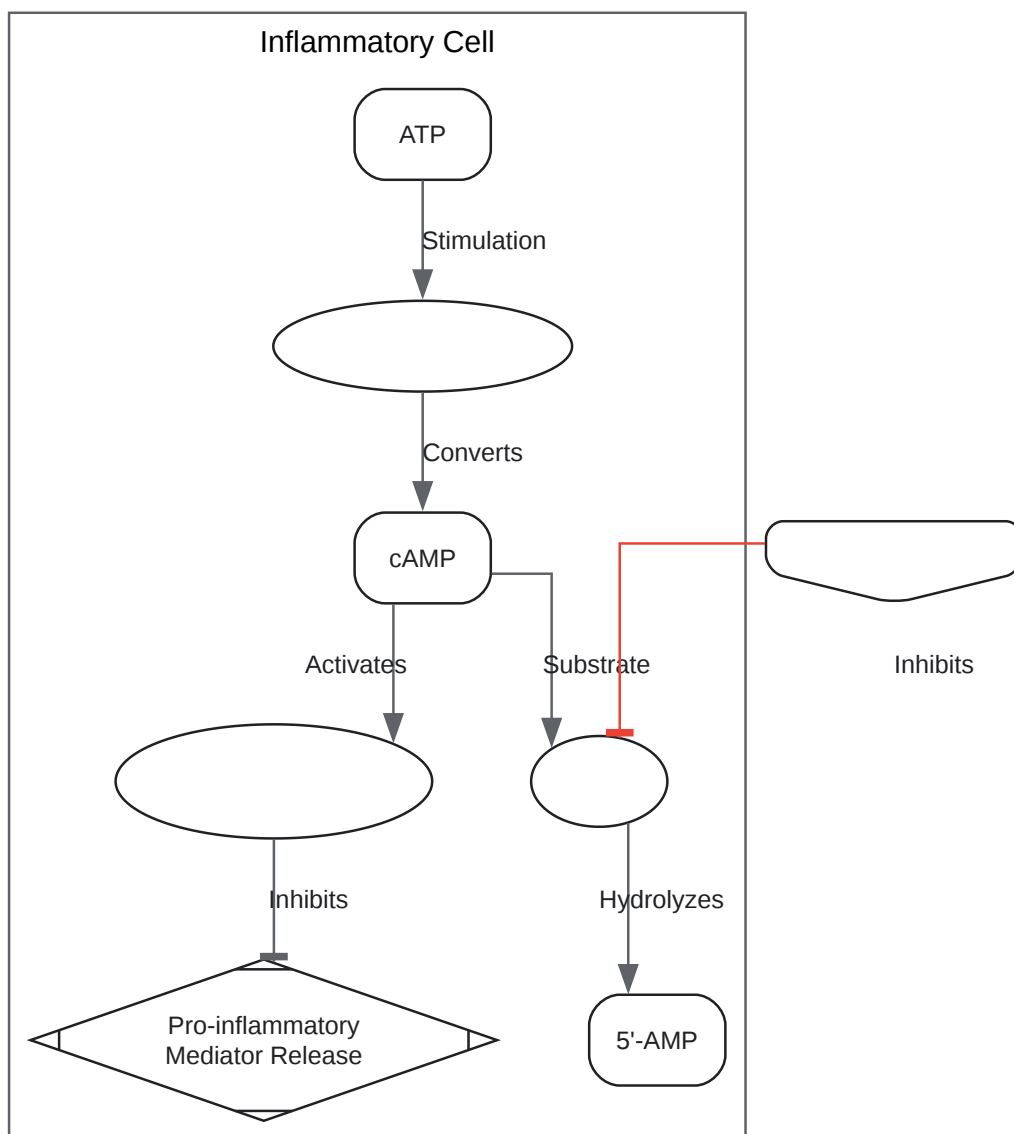 Inflammatory Cell
ATP
Stimulation
Converts
cAMP
Activates
Substrate
Inhibits
Inhibits
Hydrolyzes
Pro-inflammatory
Mediator Release
5'-AMP